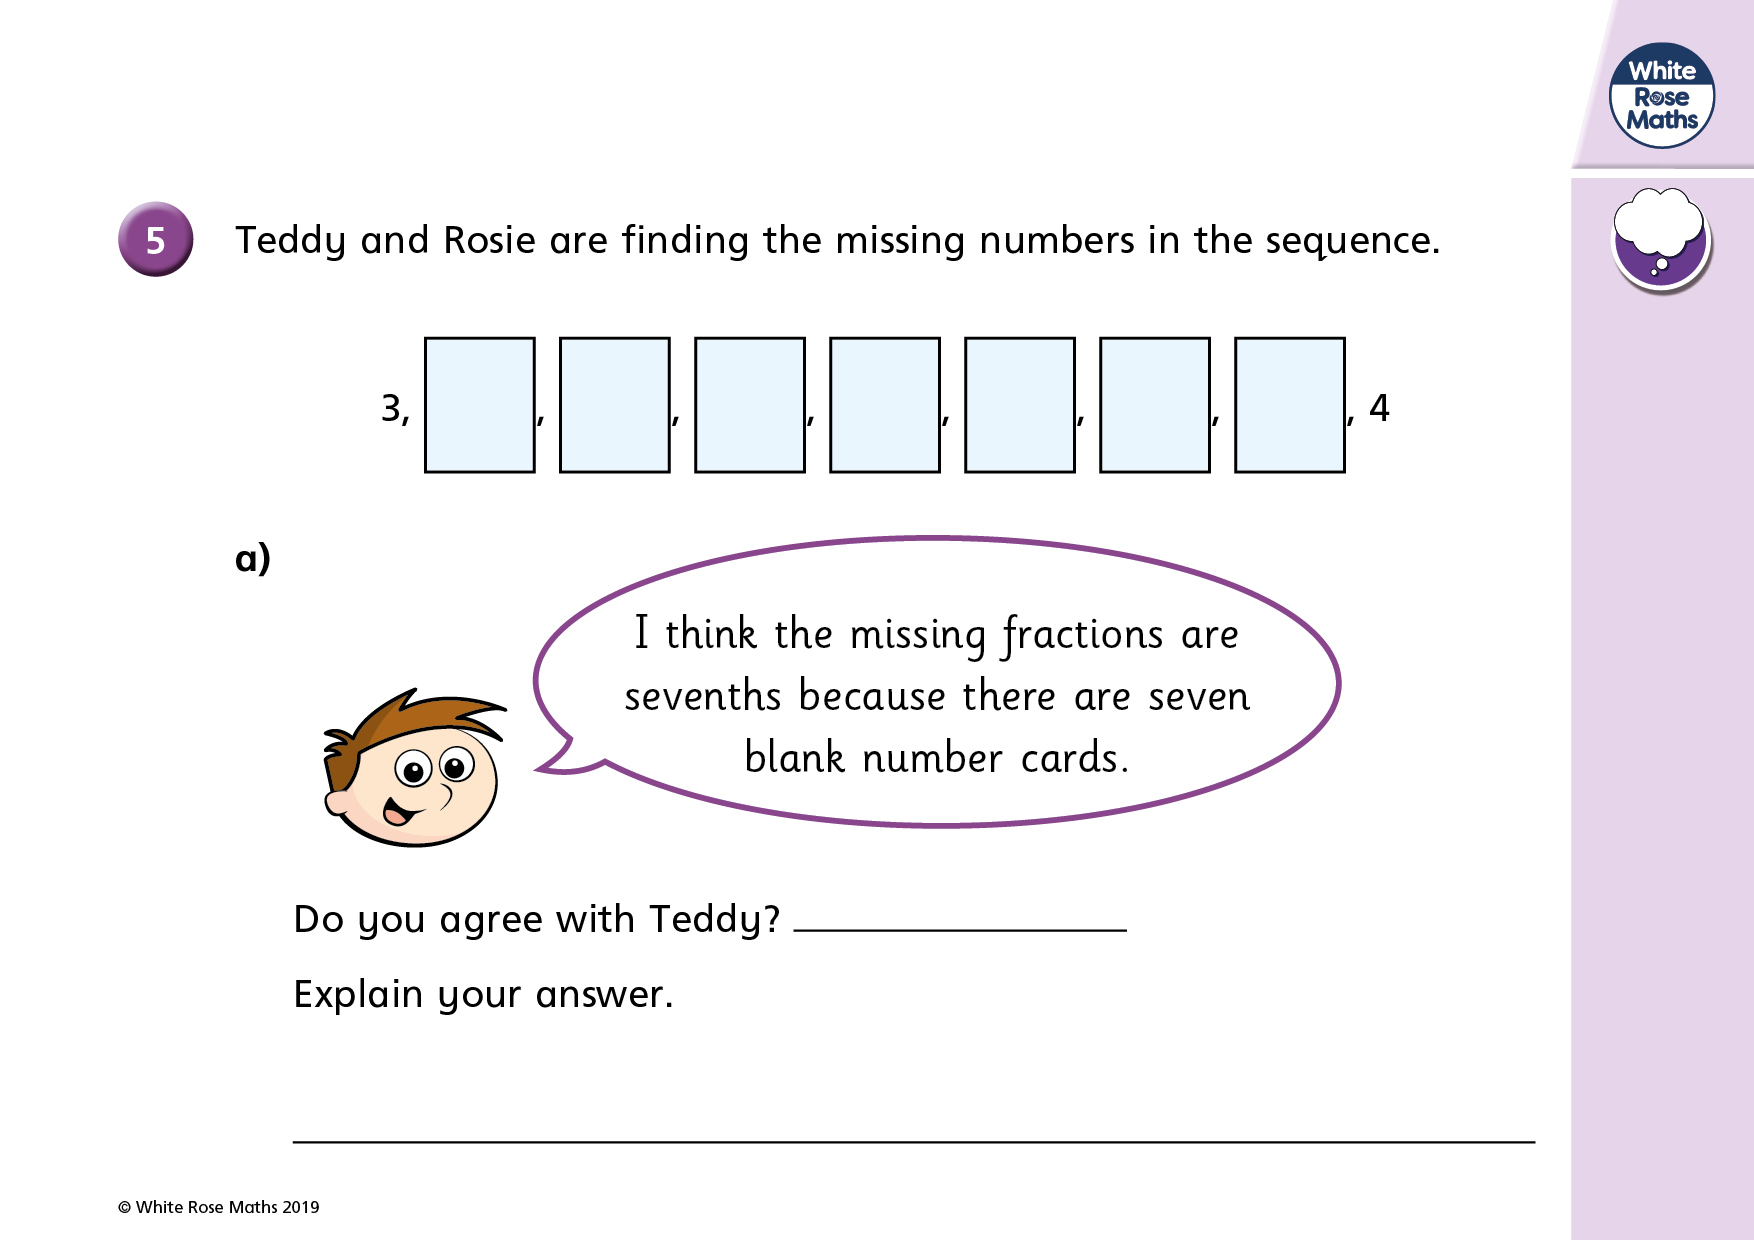 White
Rose
Maths
5 Teddy and Rosie are finding the missing numbers in the sequence.
3, , , , , , , , 4
a)
I think the missing fractions are
sevenths because there are seven
blank number cards.
Do you agree with Teddy?
Explain your answer.
© White Rose Maths 2019